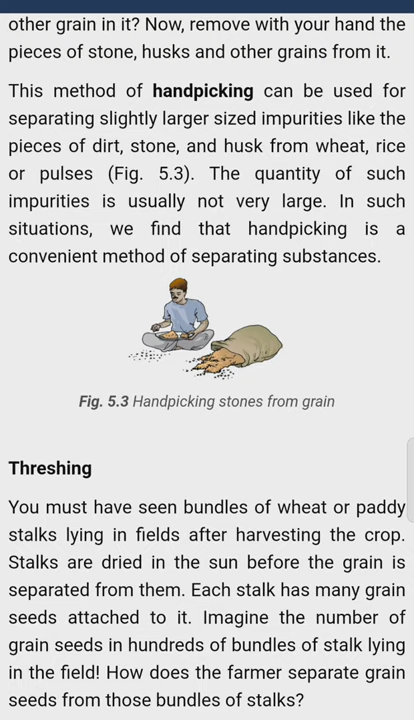 other grain in it? Now, remove with your hand the
pieces of stone, husks and other grains from it.
This method of handpicking can be used for
separating slightly larger sized impurities like the
pieces of dirt, stone, and husk from wheat, rice
or pulses (Fig. 5.3). The quantity of such
impurities is usually not very large. In such
situations, we find that handpicking is a
convenient method of separating substances.
Fig. 5.3 Handpicking stones from grain
Threshing
You must have seen bundles of wheat or paddy
stalks lying in fields after harvesting the crop.
Stalks are dried in the sun before the grain is
separated from them. Each stalk has many grain
seeds attached to it. Imagine the number of
grain seeds in hundreds of bundles of stalk lying
in the field! How does the farmer separate grain
seeds from those bundles of stalks?